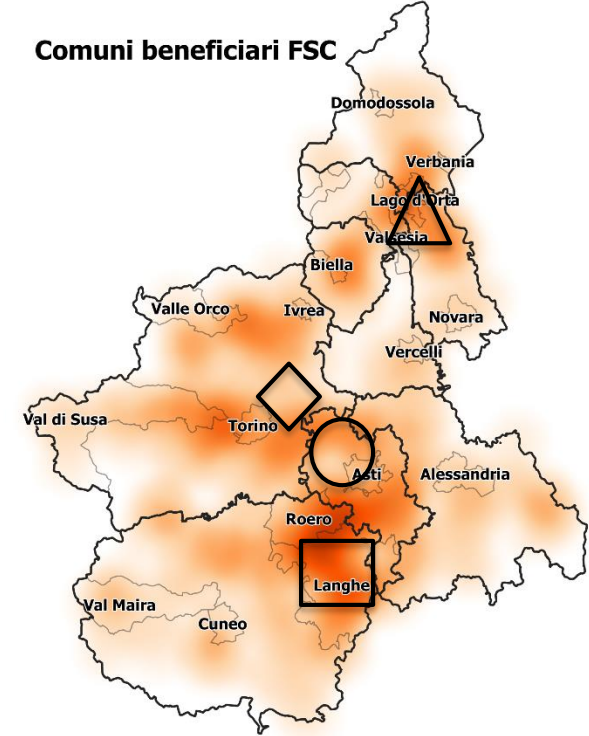 Comuni beneficiari FSC
Domodossola
Verbania
Lago d'Orta
Valsesia
Biella
Valle Orco
Ivrea
Novara
Vercelli
Val di Susa
Torino
Asti
Alessandria
Roero
Langhe
Val Maira
Cuneo